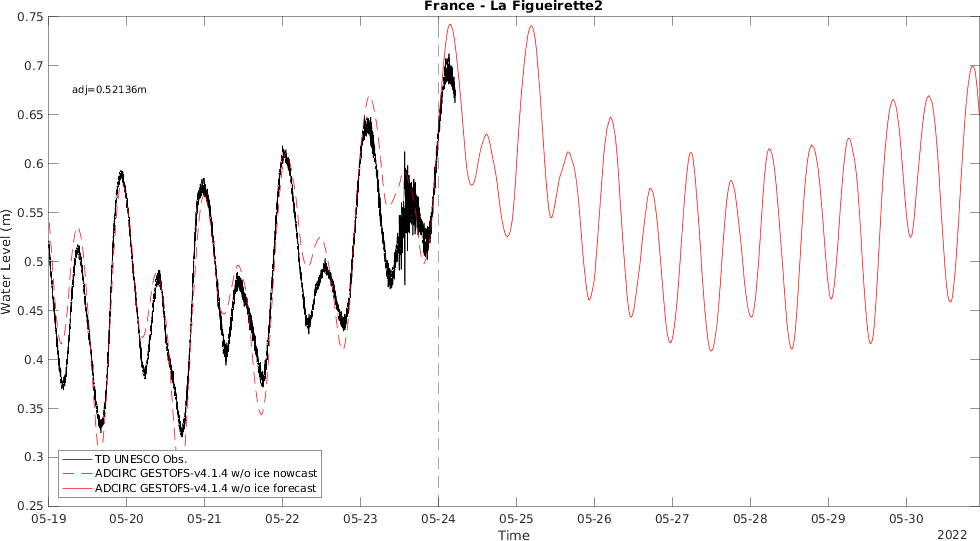 France - La Figueirette2
0.75
0.7
0.65
0.6
0.55
0.5
0.45
0.4
0.35
0.3
0.25
Water Level (m)
adj=0.52136m
TD UNESCO Obs.
ADCIRC GESTOFS-v4.1.4 w/o ice nowcast
ADCIRC GESTOFS-v4.1.4 w/o ice forecast
05-19 05-20 05-21 05-22 05-23 05-24 05-25 05-26 05-27 05-28 05-29 05-30
Time
2022